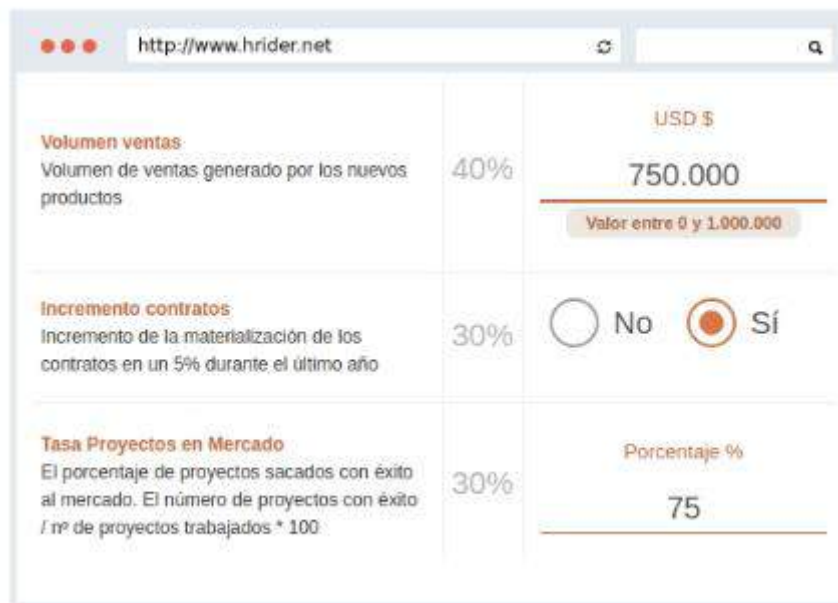 http://www.hrider.net
USD $
Volumen ventas
Volumen de ventas generado por los nuevos
productos
40%
750.000
Valor entre 0 y 1.000.000
Incremento contratos
Incremento de la materialización de los
contratos en un 5% durante el último año
30%
No
Sí
Tasa Proyectos en Mercado
El porcentaje de proyectos sacados con éxito
al mercado. El número de proyectos con éxito
/ nº de proyectos trabajados * 100
30%
Porcentaje %
75